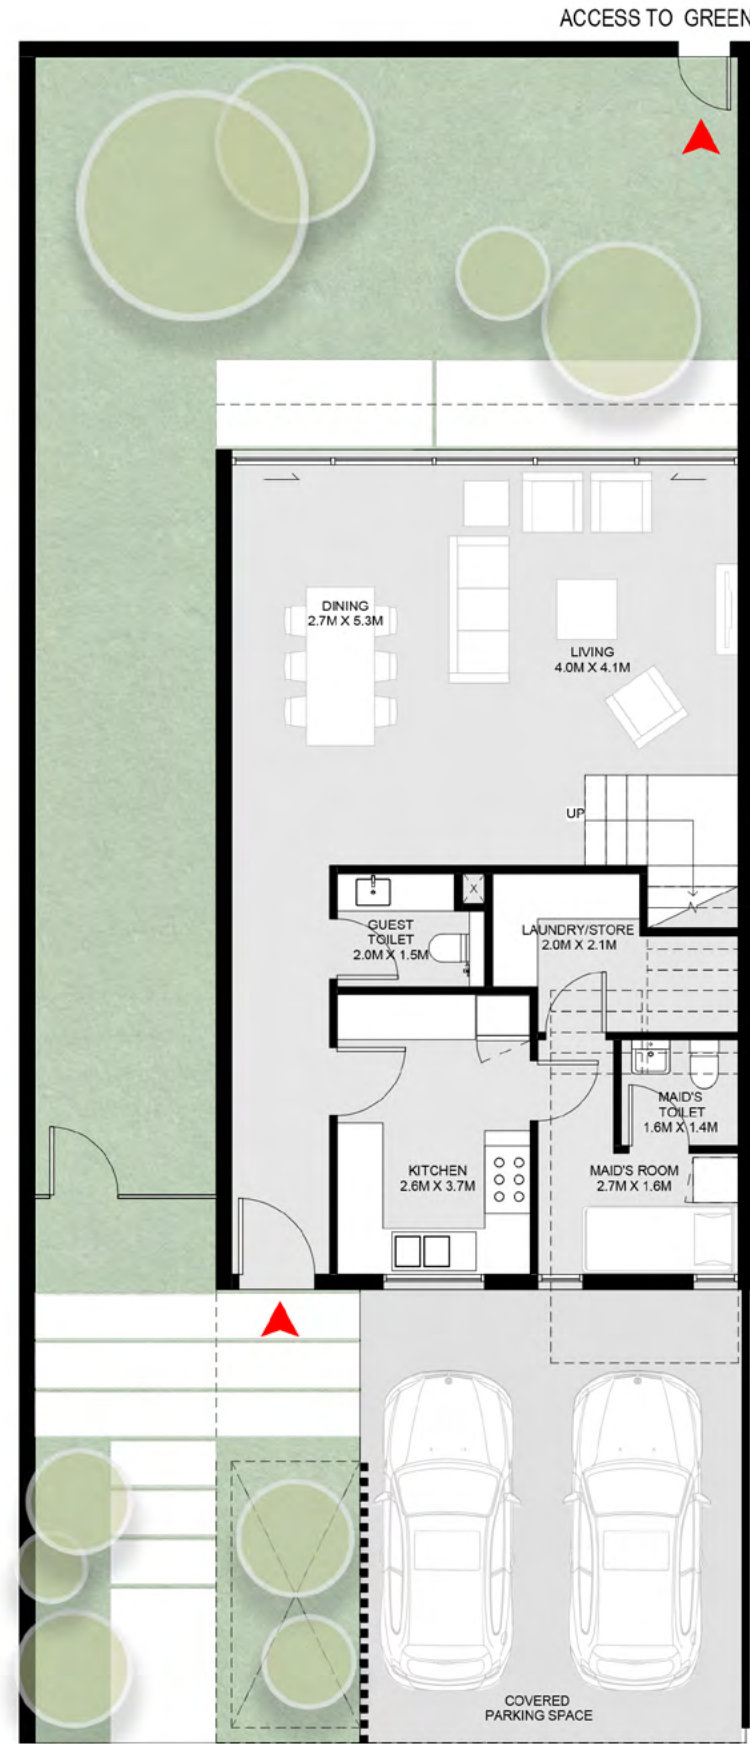 ACCESS TO GREEN
DINING
2.7M X 5.3M
LIVING
4.0M X 4.1M
UP
X
GUEST
TOILET
2.0M X 1.5M
LAUNDRY/STORE
2.0M X 2.1M
MAID'S
TOILET
1.6M X 1.4M
KITCHEN
2.6M X 3.7M
MAID'S ROOM
2.7M X 1.6M
COVERED
PARKING SPACE